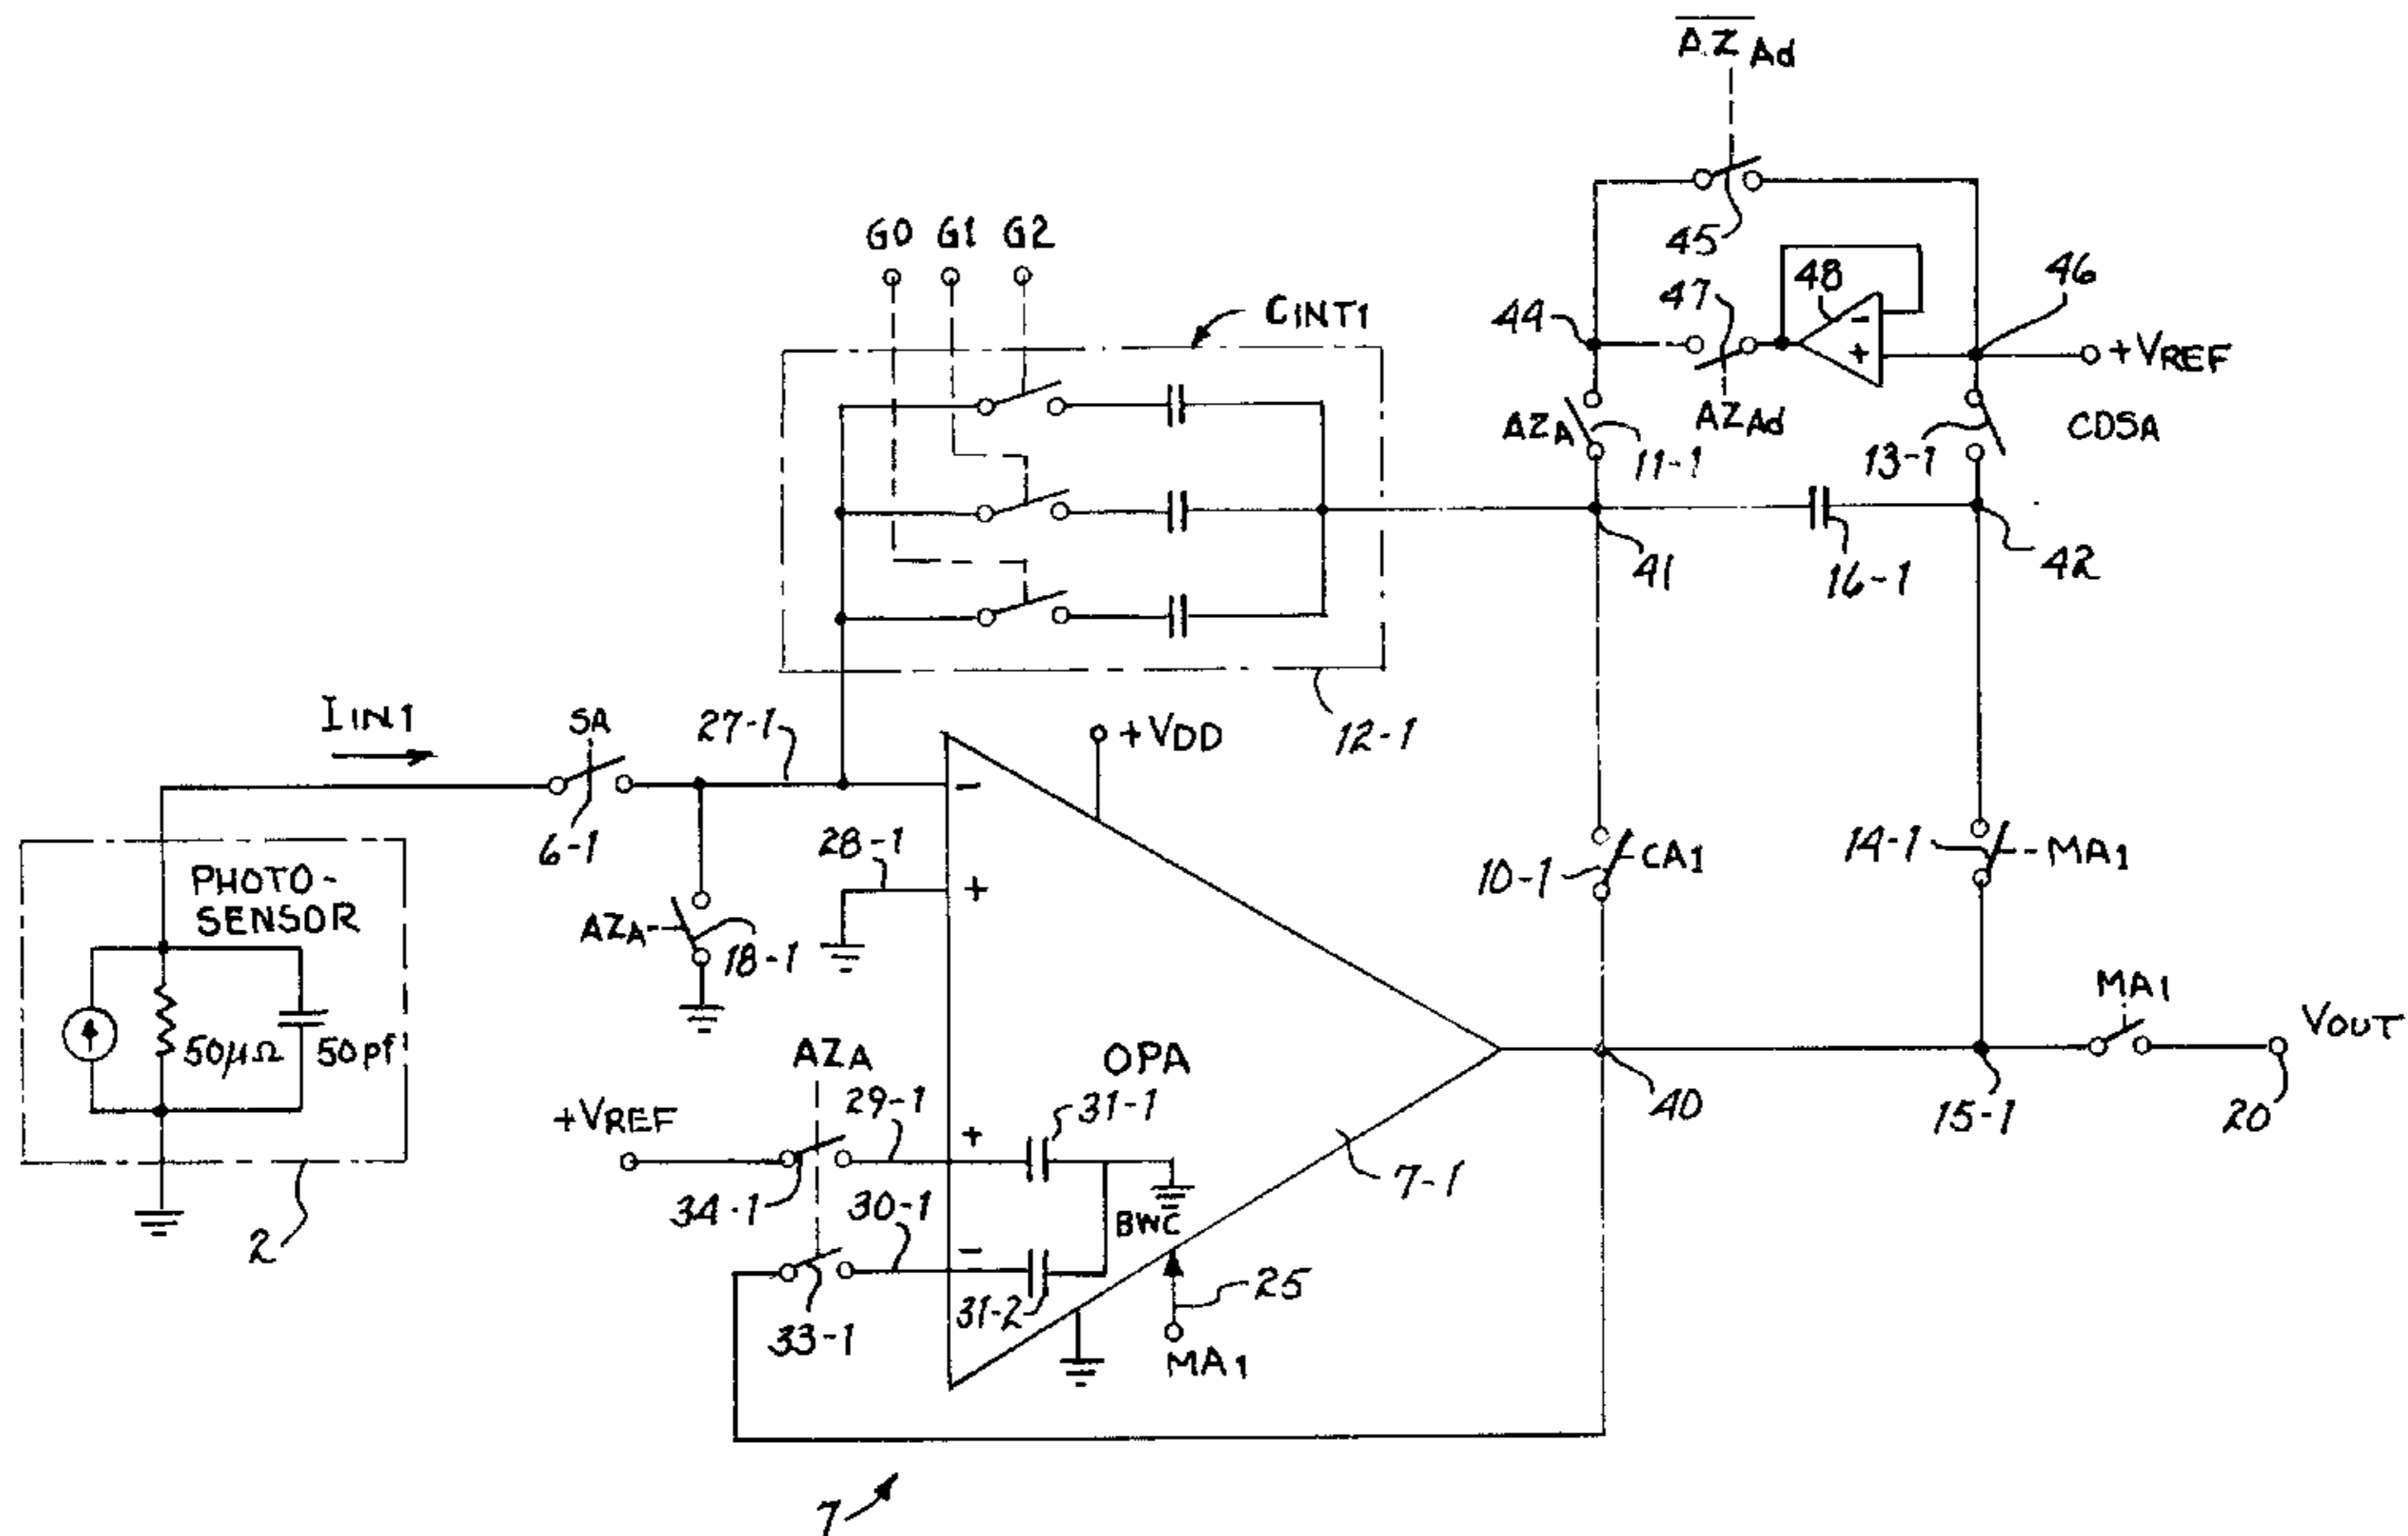 AZAd
G0 G1 G2
CINT1
45
48
46
47
44
+VREF
AZA
AZAd
CDSA
11-1
13-1
41
16-1
42
IIN1
SA
27-1
+VDD
12-1
6-1
28-1
-
+
PHOTO-
SENSOR
AZA
18-1
10-1
CA1
14-1
MA1
50μΩ
50pf
MA1
VOUT
AZA
OPA
+VREF
29-1
31-1
40
15-1
20
+
34-1
30-1
7-1
BWC
-
2
33-1
31-2
25
MA1
7
-
+